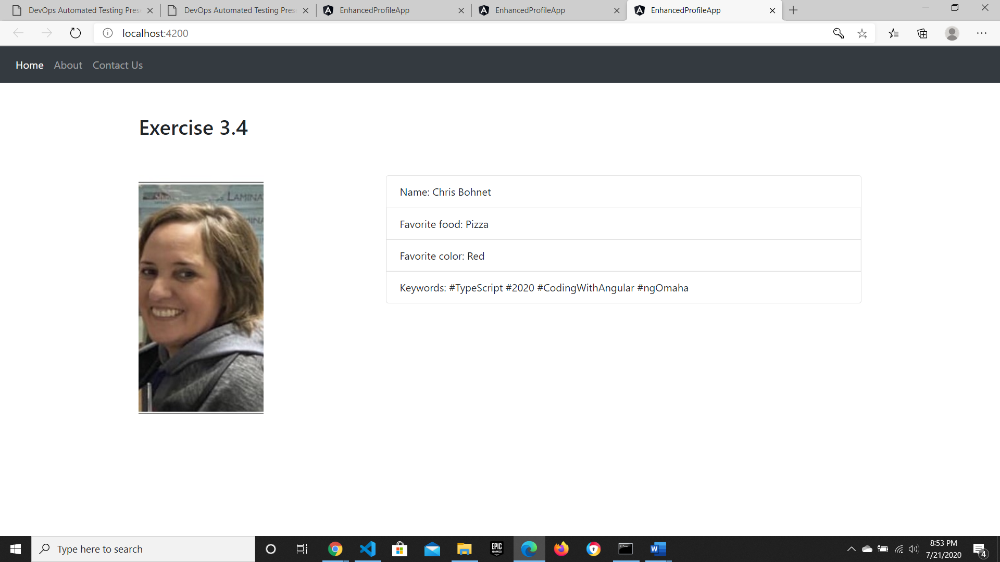 DevOps Automated Testing Pres
DevOps Automated Testing Pres
EnhancedProfileApp
EnhancedProfileApp
EnhancedProfileApp
localhost:4200
Home About Contact Us
Exercise 3.4
LAMINA
Name: Chris Bohnet
Favorite food: Pizza
Favorite color: Red
Keywords: #TypeScript #2020 #CodingWithAngular #ngOmaha
Type here to search
EPIC
GAMES
8:53 PM
7/21/2020
4